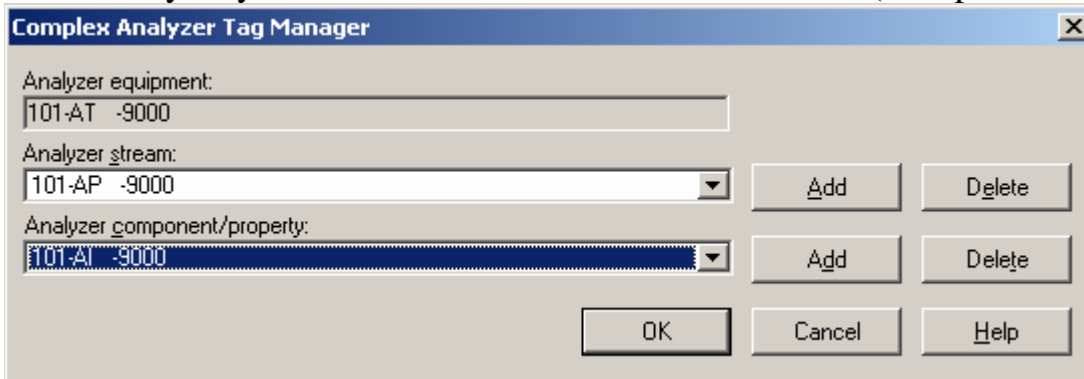 Complex Analyzer Tag Manager
Analyzer equipment:
101-AT -9000
Analyzer stream:
101-AP -9000
Add Delete
Analyzer component/property:
101-AI -9000
Add Delete
OK Cancel Help